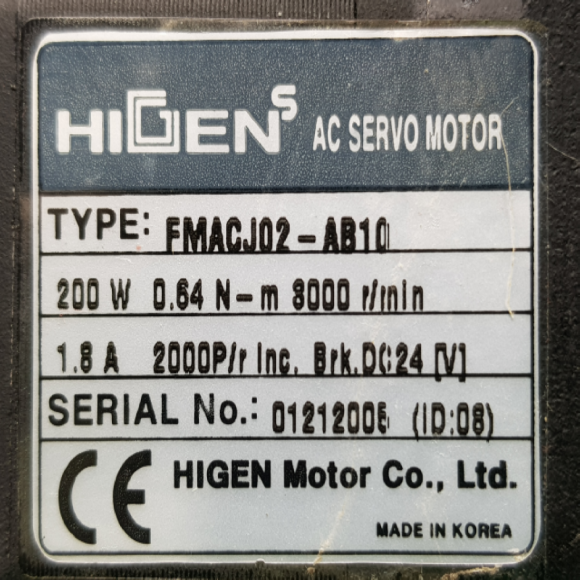 HIGEN S AC SERVO MOTOR
TYPE: FMACJ02-AB10
200 W 0.64 N-m 3000 r/min
1.8 A 2000P/r Inc. Brk.DC24 [V]
SERIAL No.: 01212005 (ID:08)
CE HIGEN Motor Co., Ltd.
MADE IN KOREA